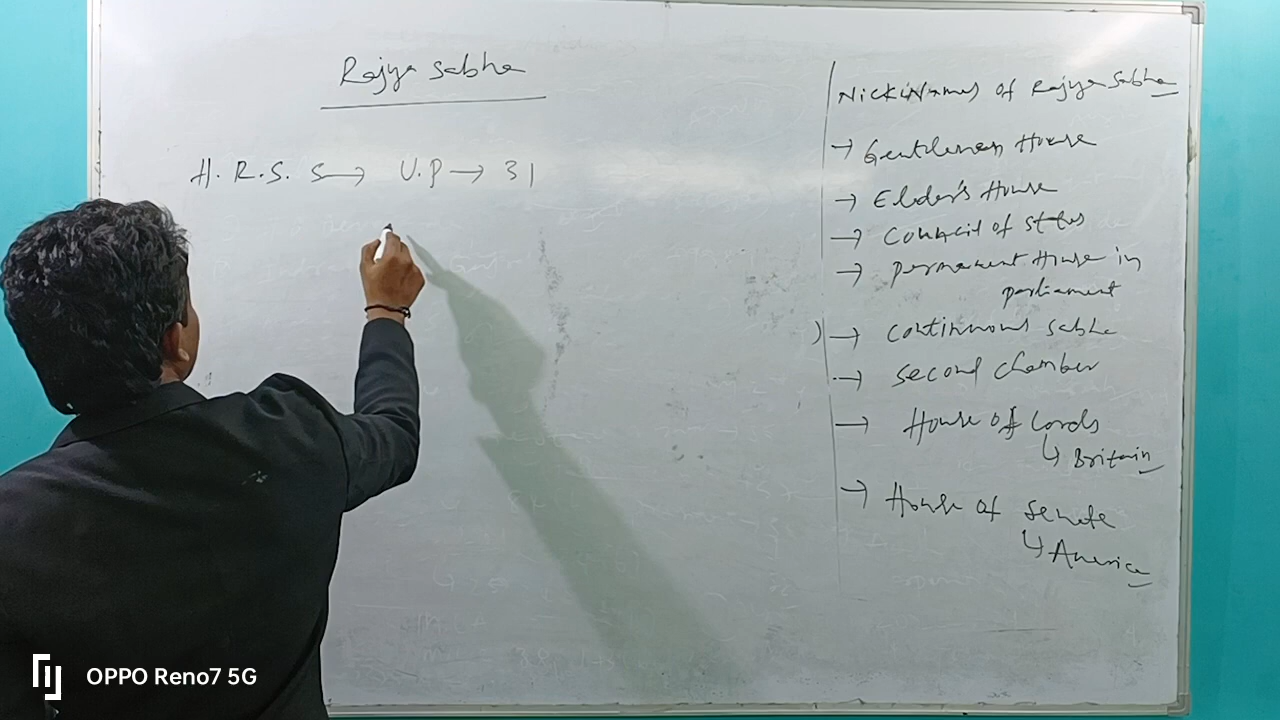 Rajya Sabha
H. R. S. S → U.P → 31
NickNames of Rajya Sabha
→ Gentlemen House
→ Elder's House
→ Council of states
→ permanent House in
parliament
) → continuous sabha
→ second chamber
→ House of Lords
↳ Britain
→ House of Senate
↳ America
OPPO Reno7 5G